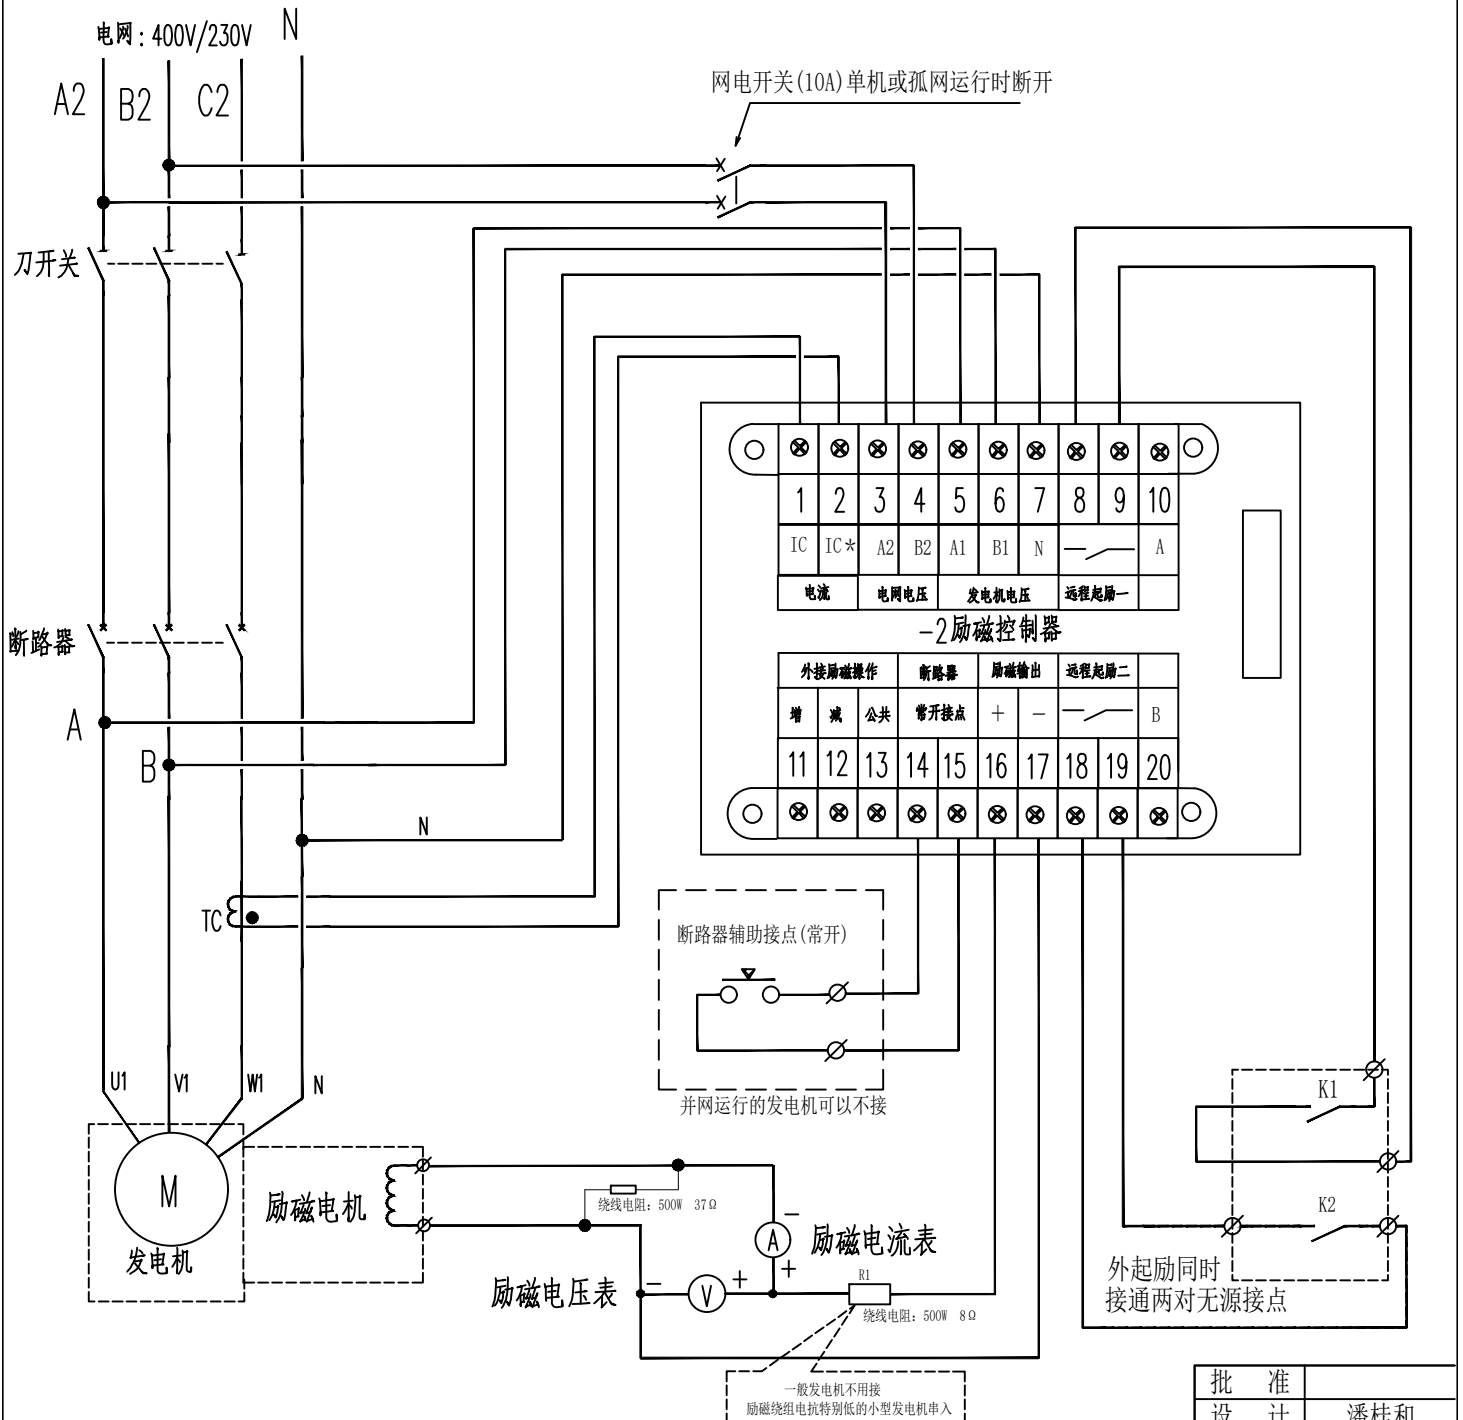 电网：400V/230V
N
A2
B2
C2
网电开关(10A)单机或孤网运行时断开
刀开关
断路器
A
B
N
TC
1 2 3 4 5 6 7 8 9 10
IC IC* A2 B2 A1 B1 N A
电流 电网电压 发电机电压 远程起励一
-2励磁控制器
外接励磁操作 断路器 励磁输出 远程起励二
增 减 公共 常开接点 + − B
11 12 13 14 15 16 17 18 19 20
断路器辅助接点(常开)
并网运行的发电机可以不接
U1 V1 W1 N
M
发电机
励磁电机
绕线电阻：500W 37Ω
−
A
励磁电流表
+
励磁电压表
−
V
+
R1
绕线电阻：500W 8Ω
一般发电机不用接
励磁绕组电抗特别低的小型发电机串入
K1
K2
外起励同时
接通两对无源接点
批 准
设 计 潘桂和